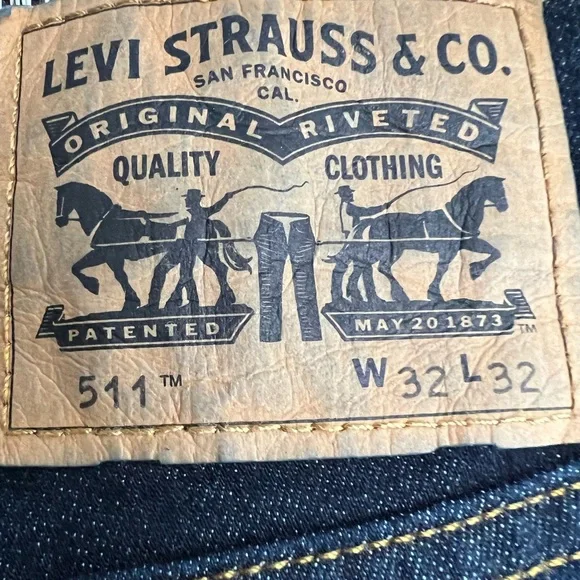 LEVI STRAUSS & CO.
SAN FRANCISCO
CAL.
ORIGINAL RIVETED
QUALITY CLOTHING
PATENTED MAY 20 1873 ™
511™ W 32 L 32